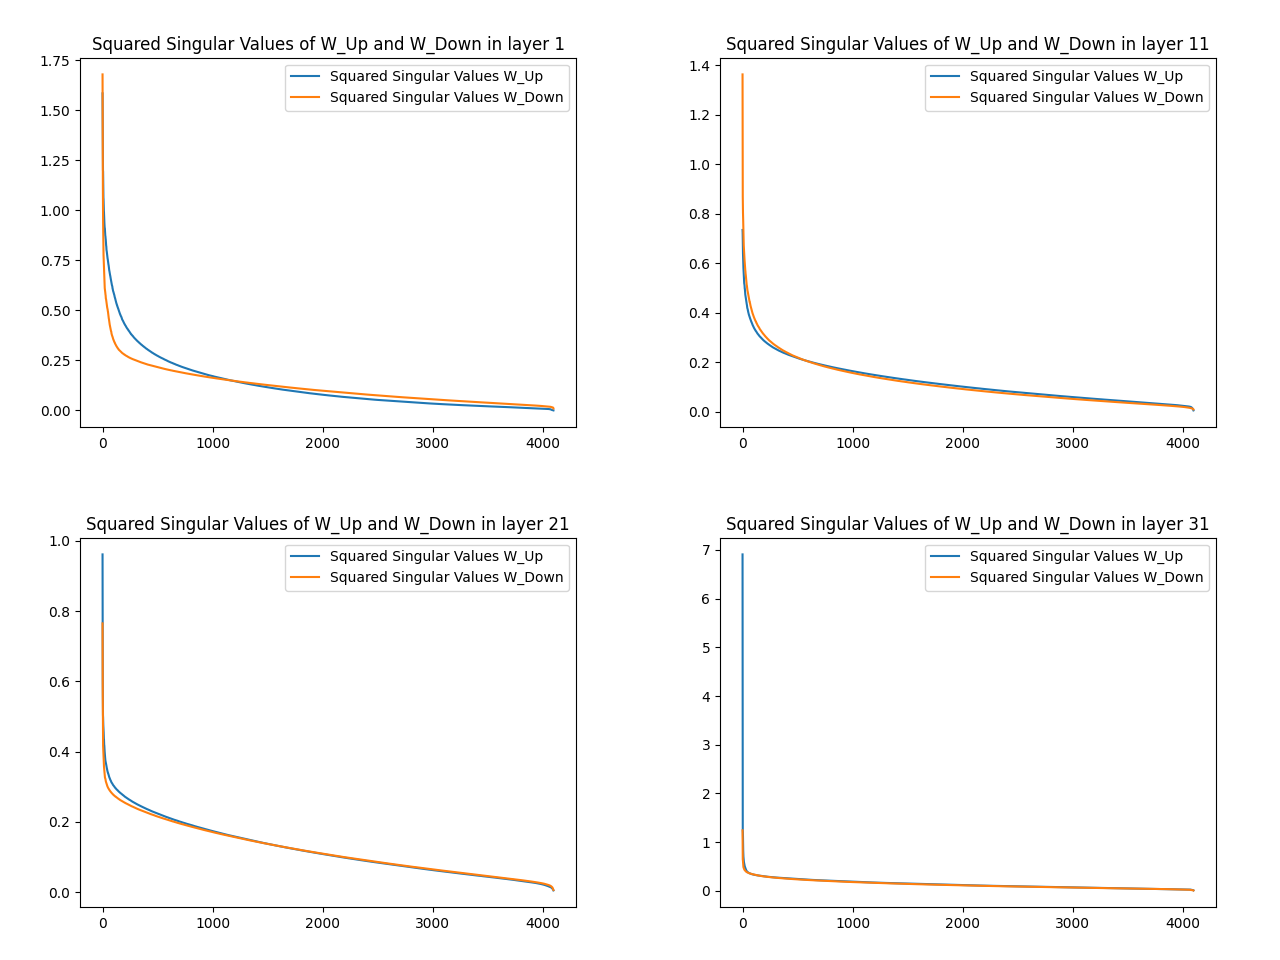 Squared Singular Values of W_Up and W_Down in layer 1
1.75
1.50
1.25
1.00
0.75
0.50
0.25
0.00
Squared Singular Values W_Up
Squared Singular Values W_Down
0 1000 2000 3000 4000
Squared Singular Values of W_Up and W_Down in layer 11
1.4
1.2
1.0
0.8
0.6
0.4
0.2
0.0
Squared Singular Values W_Up
Squared Singular Values W_Down
0 1000 2000 3000 4000
Squared Singular Values of W_Up and W_Down in layer 21
1.0
0.8
0.6
0.4
0.2
0.0
Squared Singular Values W_Up
Squared Singular Values W_Down
0 1000 2000 3000 4000
Squared Singular Values of W_Up and W_Down in layer 31
7
6
5
4
3
2
1
0
Squared Singular Values W_Up
Squared Singular Values W_Down
0 1000 2000 3000 4000